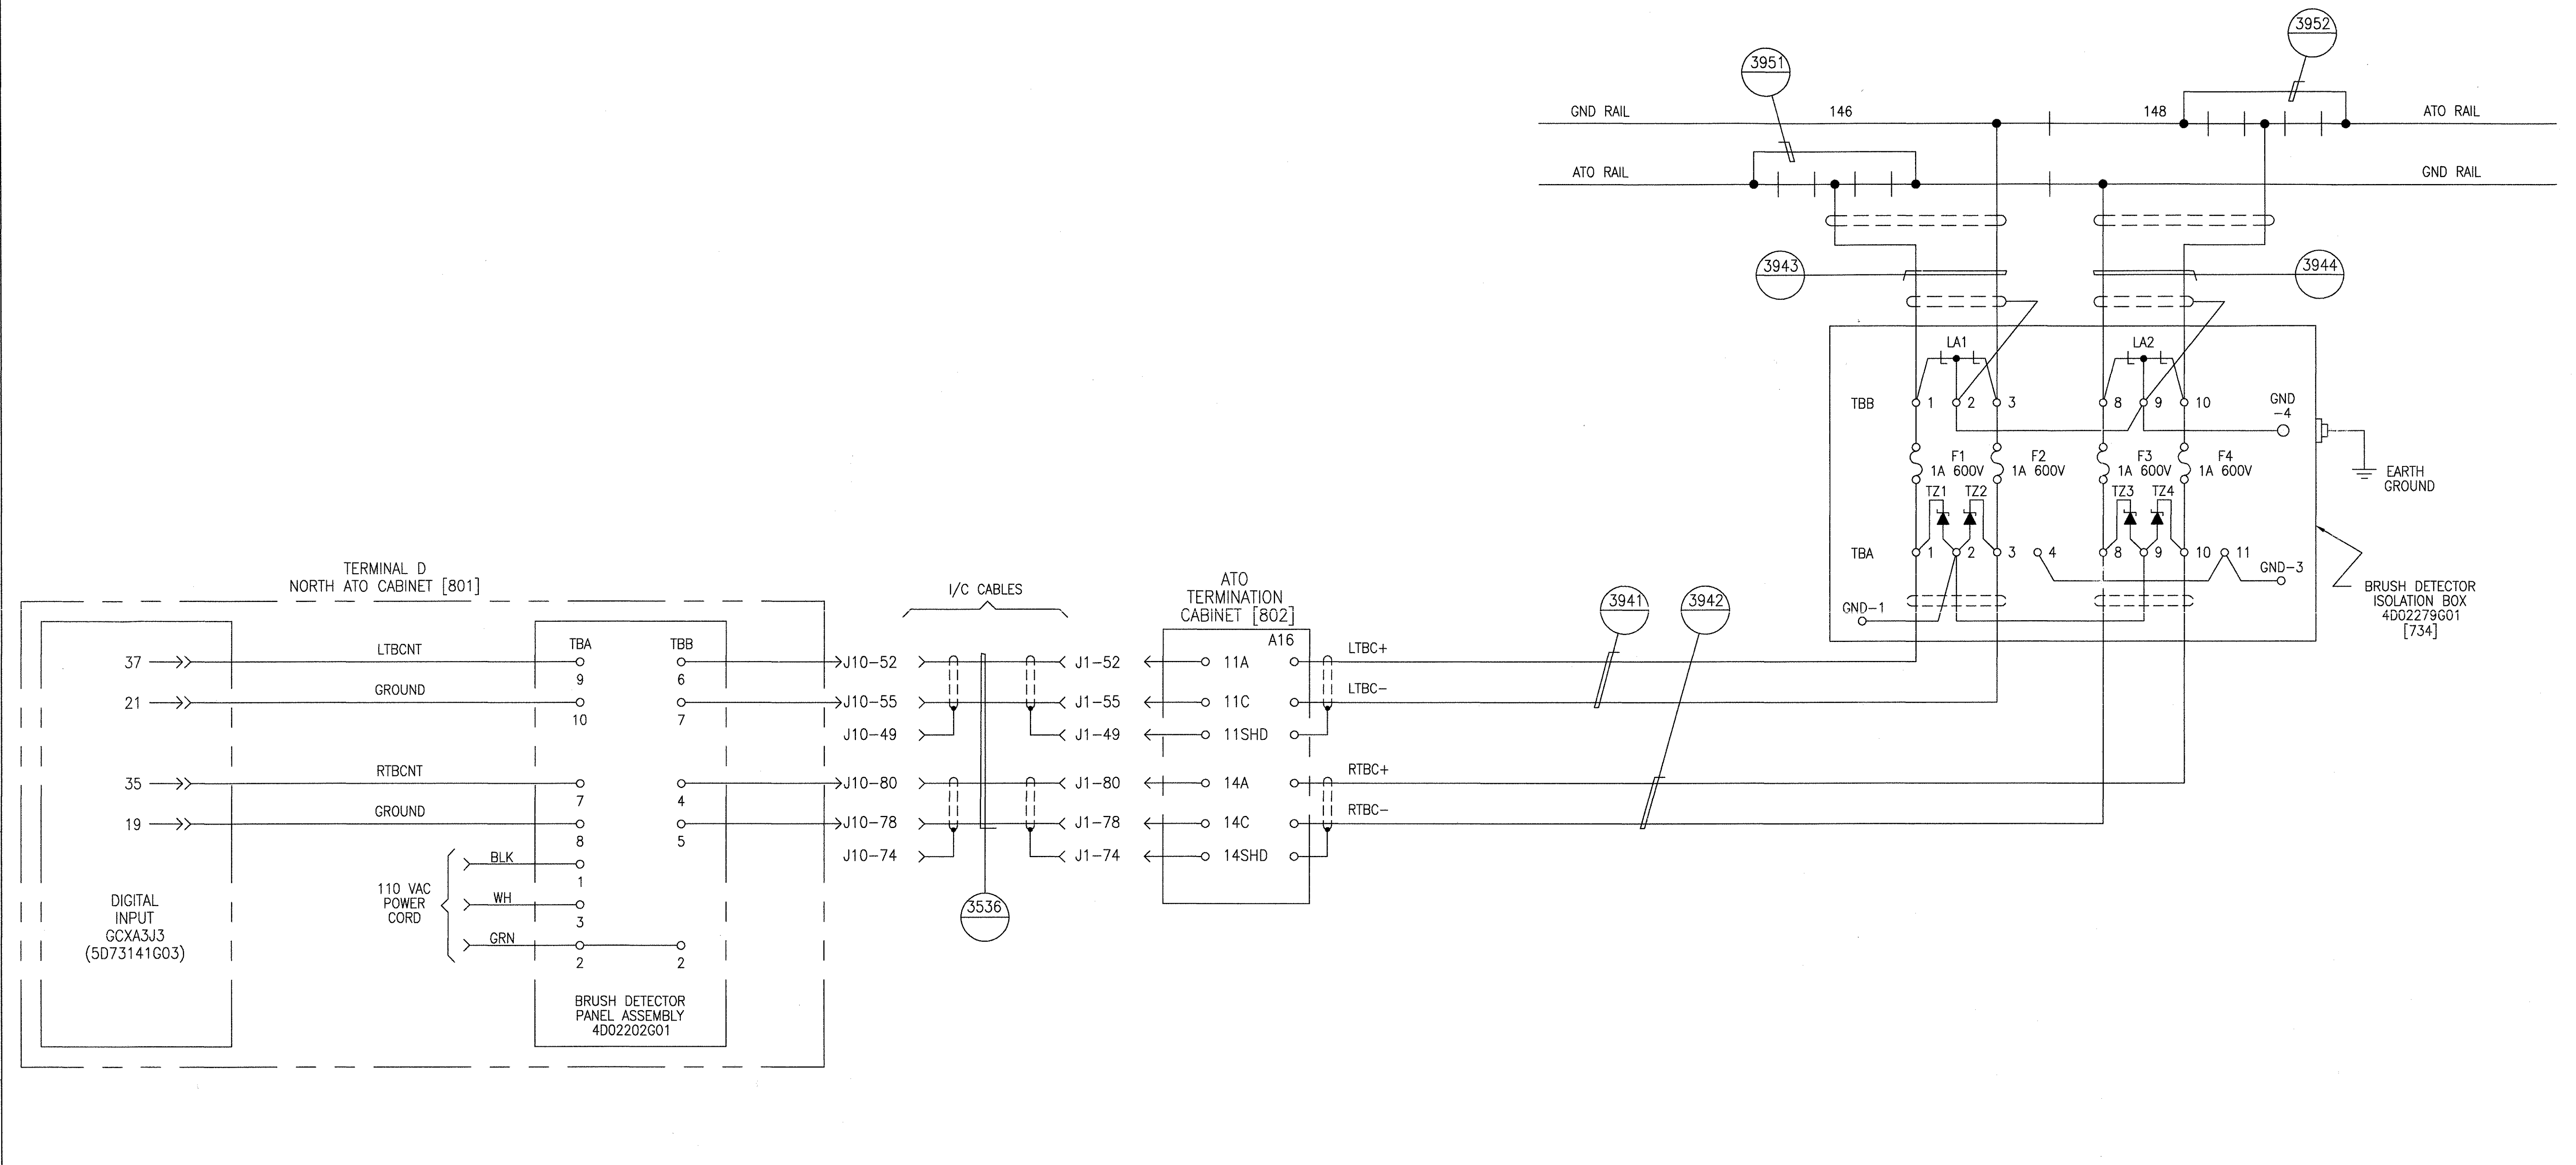 3952
3951
GND RAIL
146
148
ATO RAIL
ATO RAIL
GND RAIL
3943
3944
LA1
LA2
TBB
1
2
3
8
9
10
GND
-4
F1
1A 600V
F2
1A 600V
F3
1A 600V
F4
1A 600V
EARTH
GROUND
TZ1
TZ2
TZ3
TZ4
TBA
1
2
3
4
8
9
10
11
GND-3
GND-1
BRUSH DETECTOR
ISOLATION BOX
4D02279G01
[734]
TERMINAL D
NORTH ATO CABINET [801]
I/C CABLES
ATO
TERMINATION
CABINET [802]
A16
3941
3942
TBA
TBB
37
LTBCNT
9
6
J10-52
J1-52
11A
LTBC+
21
GROUND
10
7
J10-55
J1-55
11C
LTBC-
J10-49
J1-49
11SHD
35
RTBCNT
7
4
J10-80
J1-80
14A
RTBC+
19
GROUND
8
5
J10-78
J1-78
14C
RTBC-
J10-74
J1-74
14SHD
110 VAC
POWER
CORD
BLK
1
WH
3
GRN
2
2
3536
DIGITAL
INPUT
GCXA3J3
(5D73141G03)
BRUSH DETECTOR
PANEL ASSEMBLY
4D02202G01